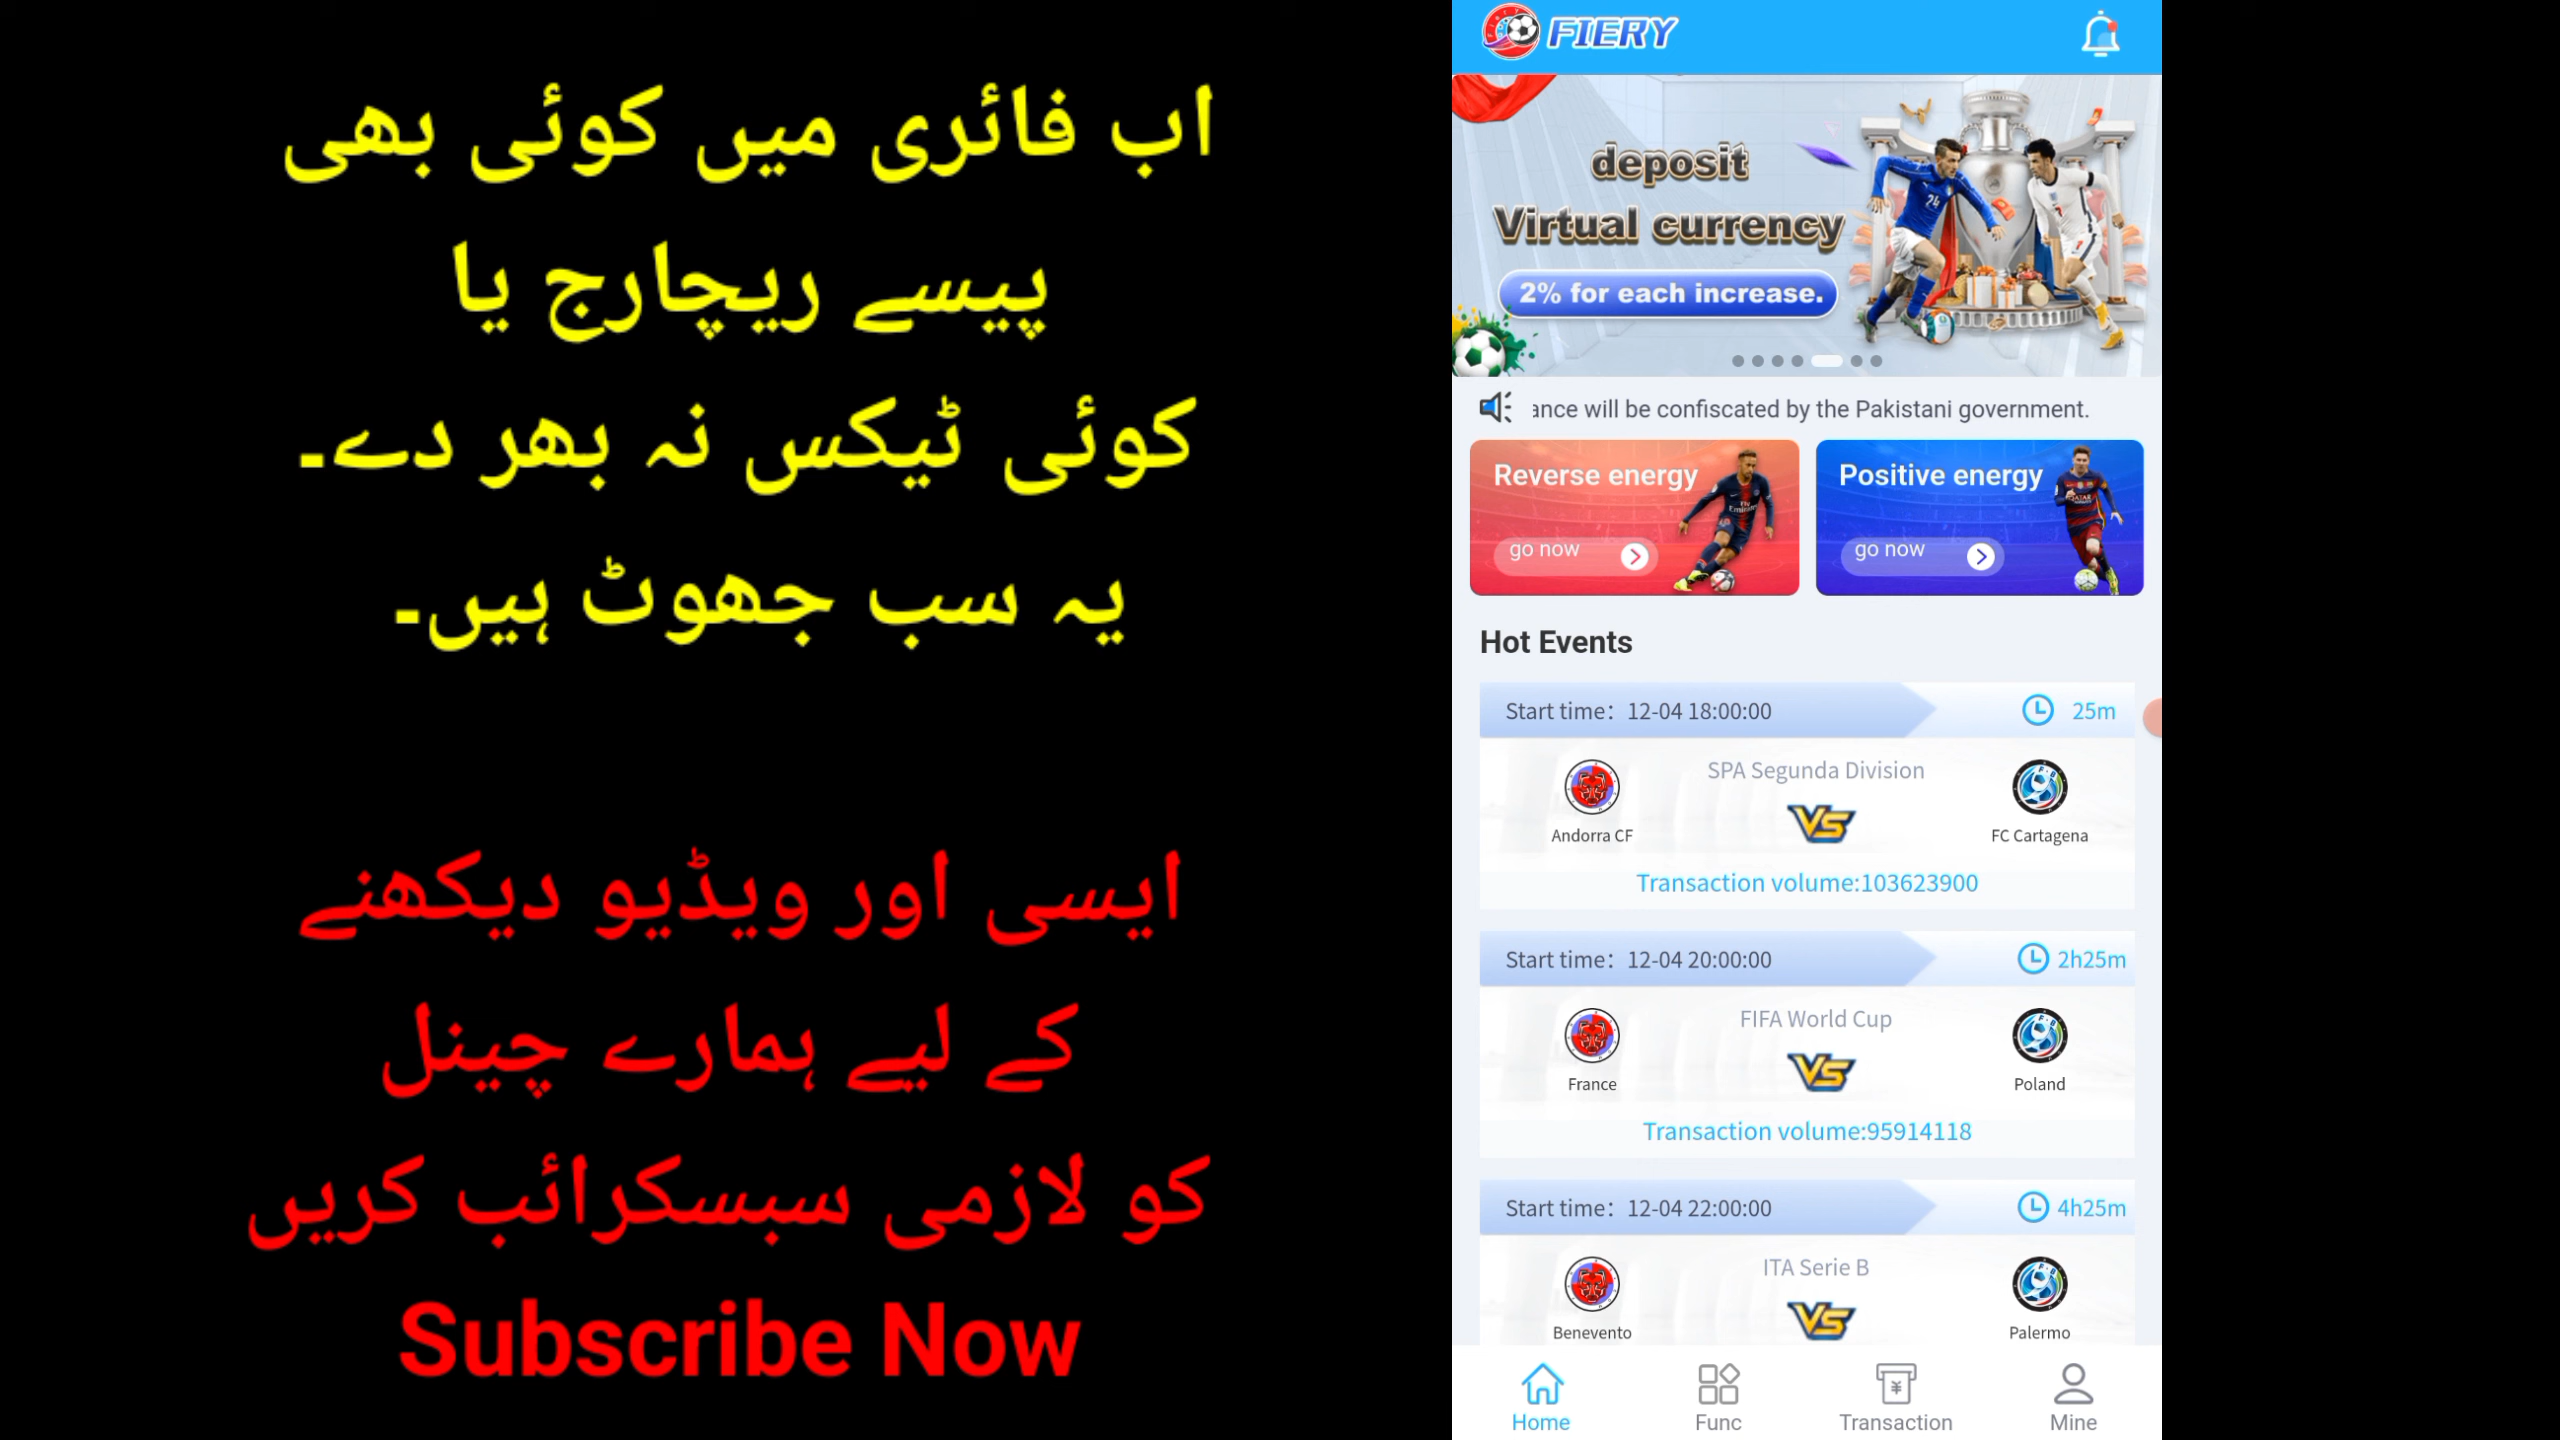 اب فائری میں کوئی بھی
پیسے ریچارج یا
کوئی ٹیکس نہ بھر دے۔
یہ سب جھوٹ ہیں۔
ایسی اور ویڈیو دیکھنے
کے لیے ہمارے چینل
کو لازمی سبسکرائب کریں
Subscribe Now
FIERY
deposit
Virtual currency
2% for each increase.
ance will be confiscated by the Pakistani government.
Reverse energy
go now
Positive energy
go now
Hot Events
Start time：12-04 18:00:00 25m
SPA Segunda Division
VS
Andorra CF FC Cartagena
Transaction volume:103623900
Start time：12-04 20:00:00 2h25m
FIFA World Cup
VS
France Poland
Transaction volume:95914118
Start time：12-04 22:00:00 4h25m
ITA Serie B
VS
Benevento Palermo
Home Func Transaction Mine